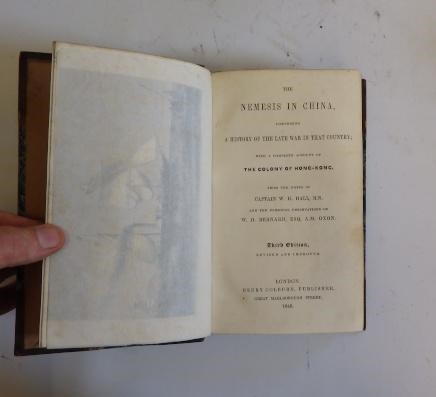 THE
NEMESIS IN CHINA,
COMPRISING
A HISTORY OF THE LATE WAR IN THAT COUNTRY;
WITH A COMPLETE ACCOUNT OF
THE COLONY OF HONG-KONG.
FROM THE NOTES OF
CAPTAIN W. H. HALL, R.N.
AND THE PERSONAL OBSERVATIONS OF
W. D. BERNARD, ESQ. A.M. OXON.
Third Edition,
REVISED AND IMPROVED.
LONDON:
HENRY COLBURN, PUBLISHER,
GREAT MARLBOROUGH STREET.